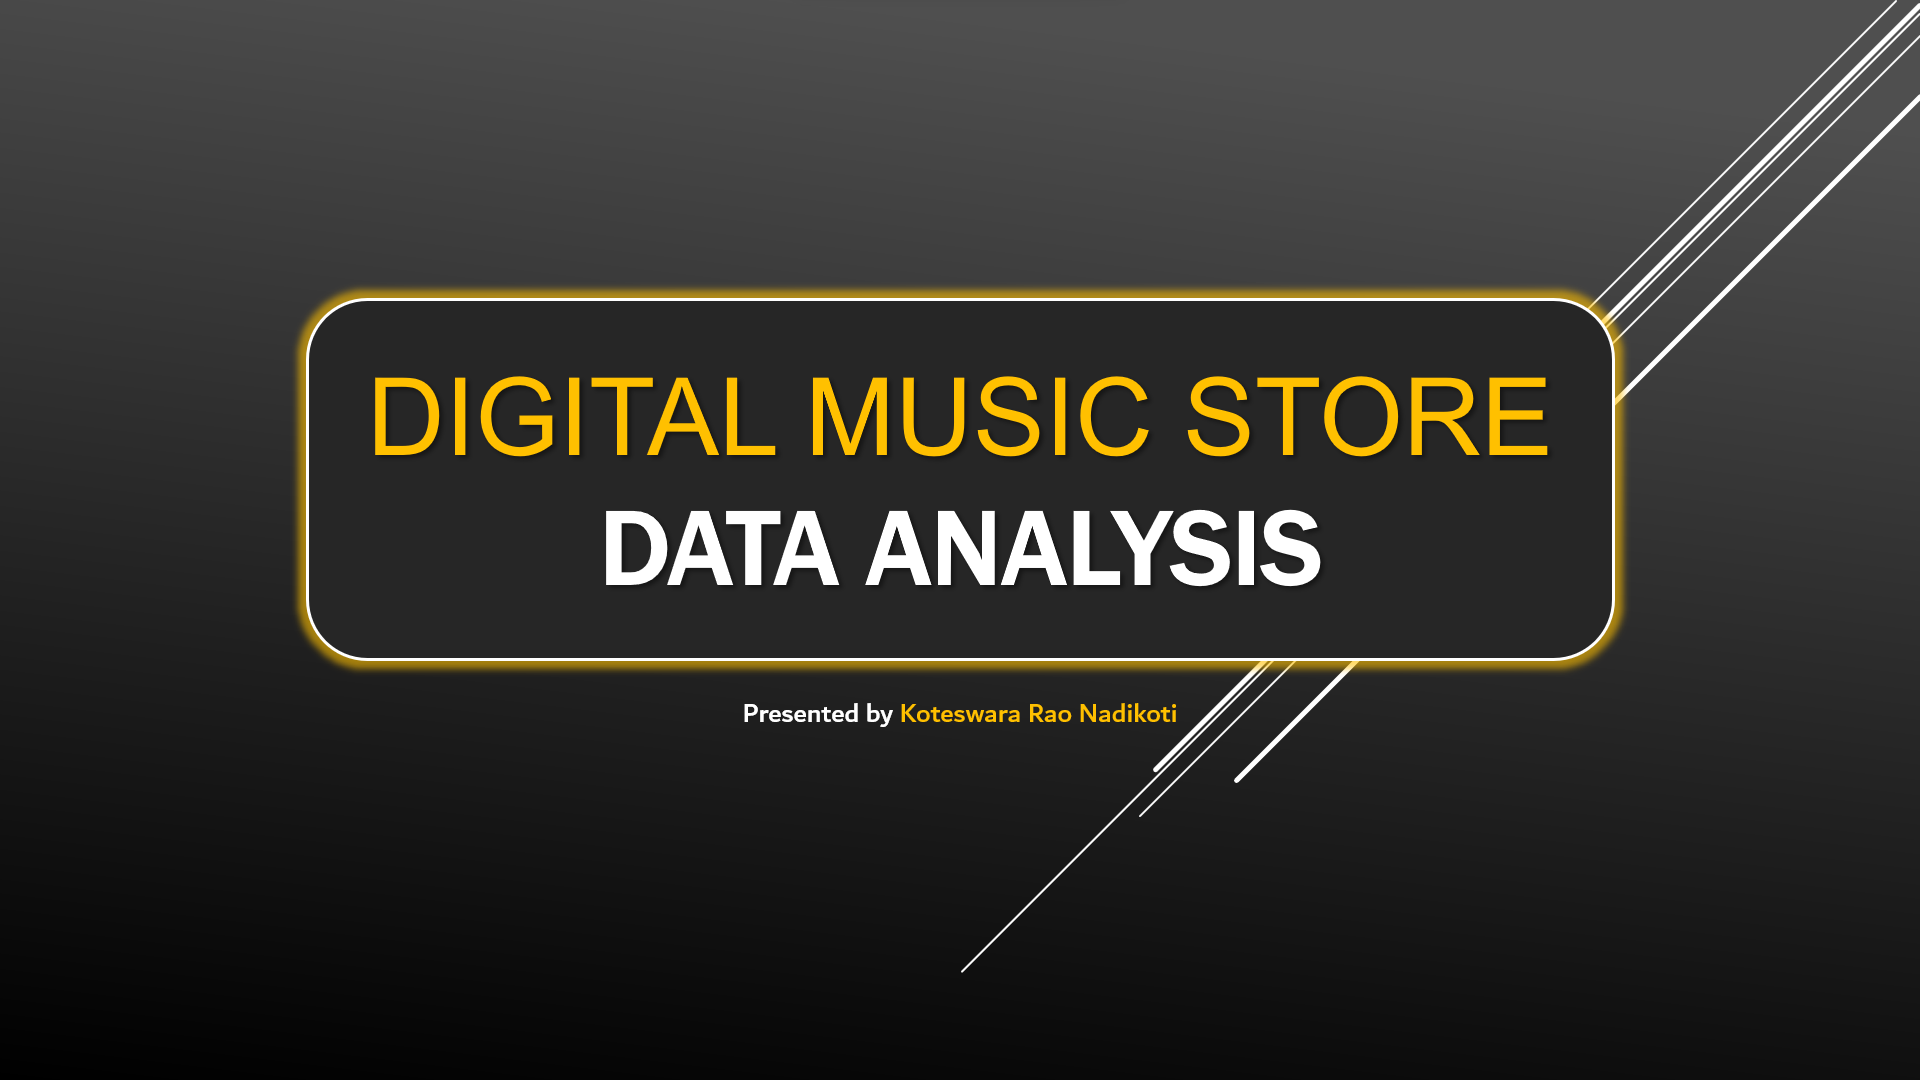 DIGITAL MUSIC STORE
DATA ANALYSIS
Presented by Koteswara Rao Nadikoti